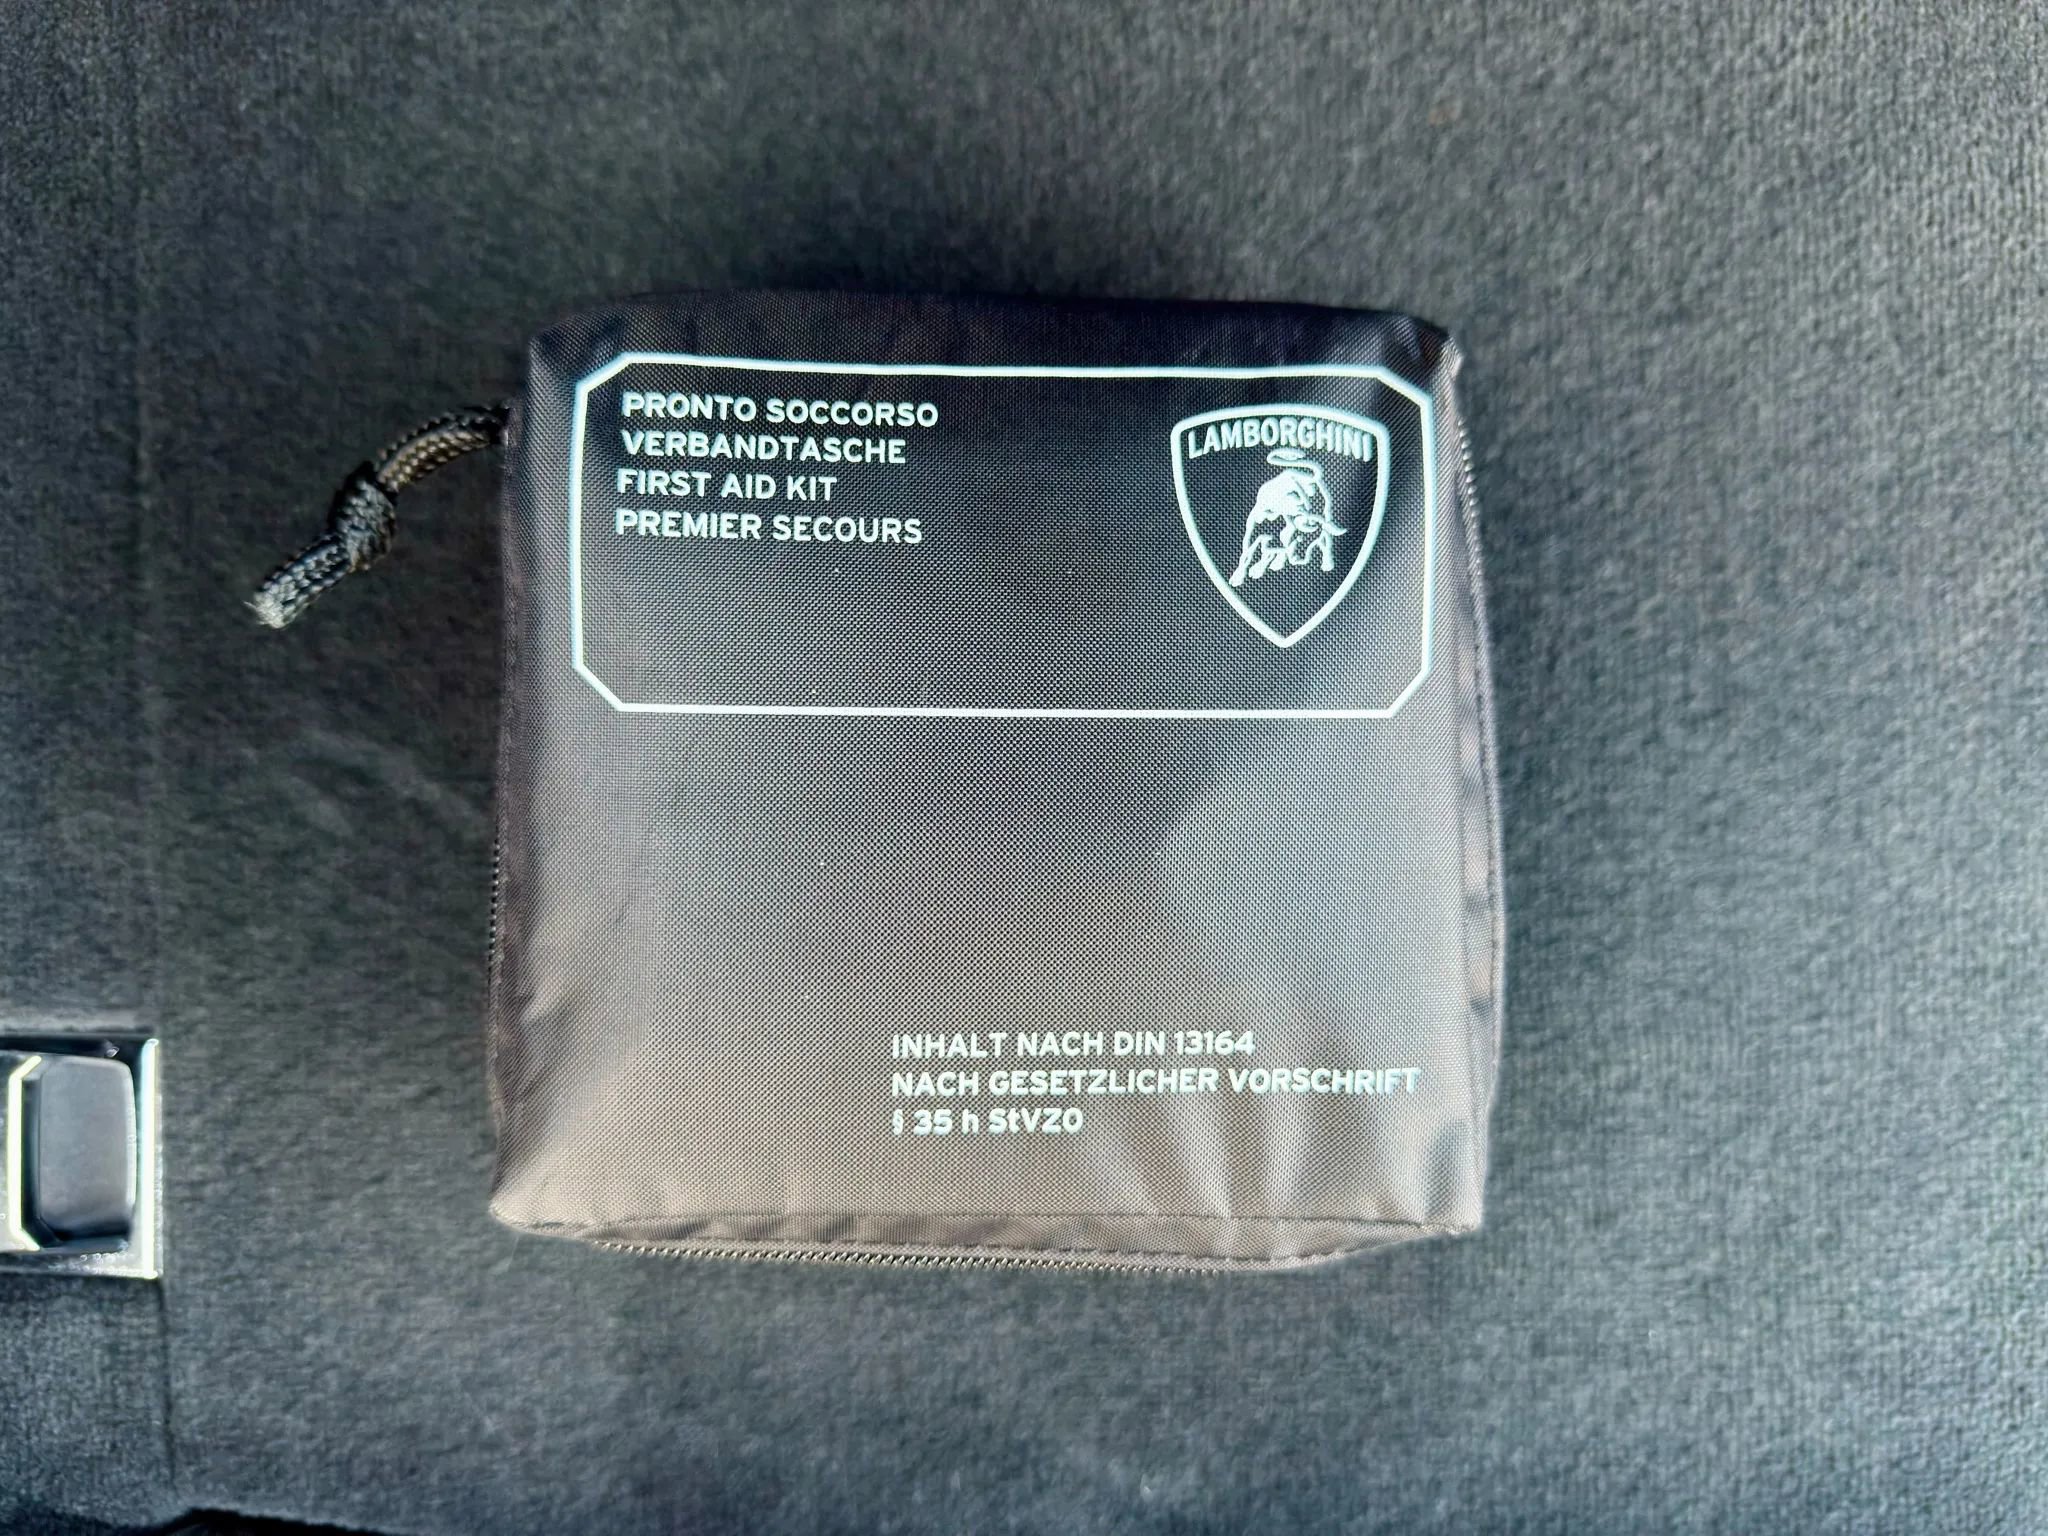 PRONTO SOCCORSO
VERBANDTASCHE
FIRST AID KIT
PREMIER SECOURS
LAMBORGHINI
INHALT NACH DIN 13164
NACH GESETZLICHER VORSCHRIFT
§ 35 h StVZO